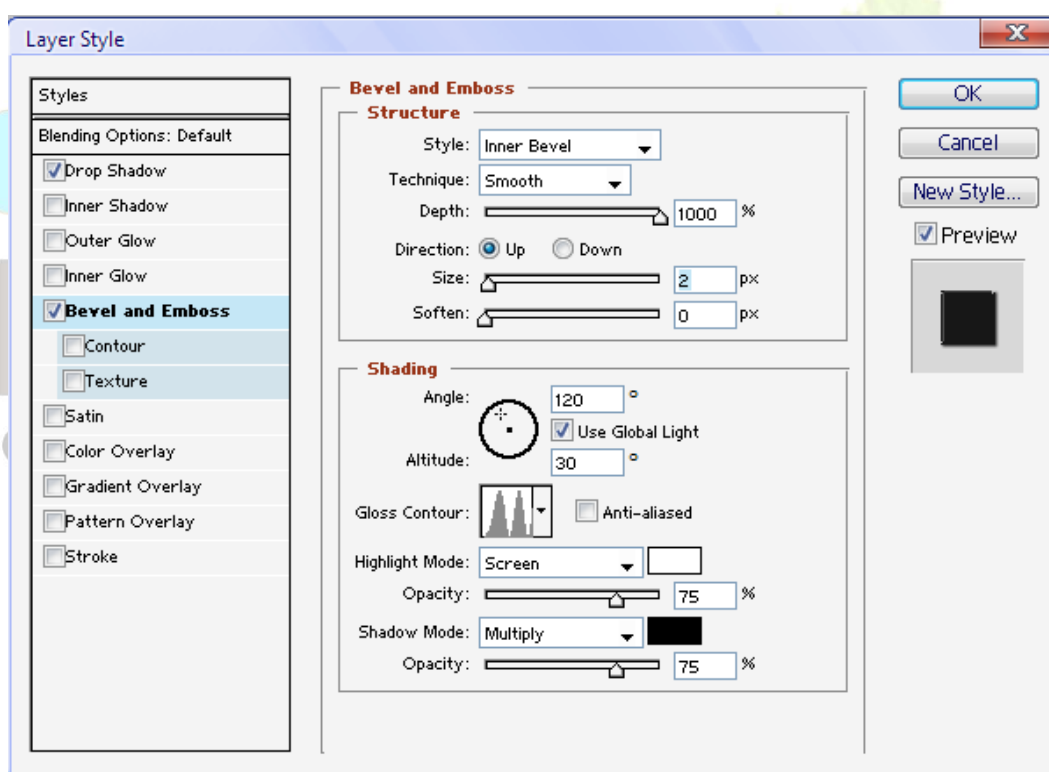 Layer Style
Styles
Blending Options: Default
Drop Shadow
Inner Shadow
Outer Glow
Inner Glow
Bevel and Emboss
Contour
Texture
Satin
Color Overlay
Gradient Overlay
Pattern Overlay
Stroke
Bevel and Emboss
Structure
Style: Inner Bevel
Technique: Smooth
Depth: 1000 %
Direction: Up Down
Size: 2 px
Soften: 0 px
Shading
Angle: 120 °
Use Global Light
Altitude: 30 °
Gloss Contour: Anti-aliased
Highlight Mode: Screen
Opacity: 75 %
Shadow Mode: Multiply
Opacity: 75 %
OK
Cancel
New Style...
Preview